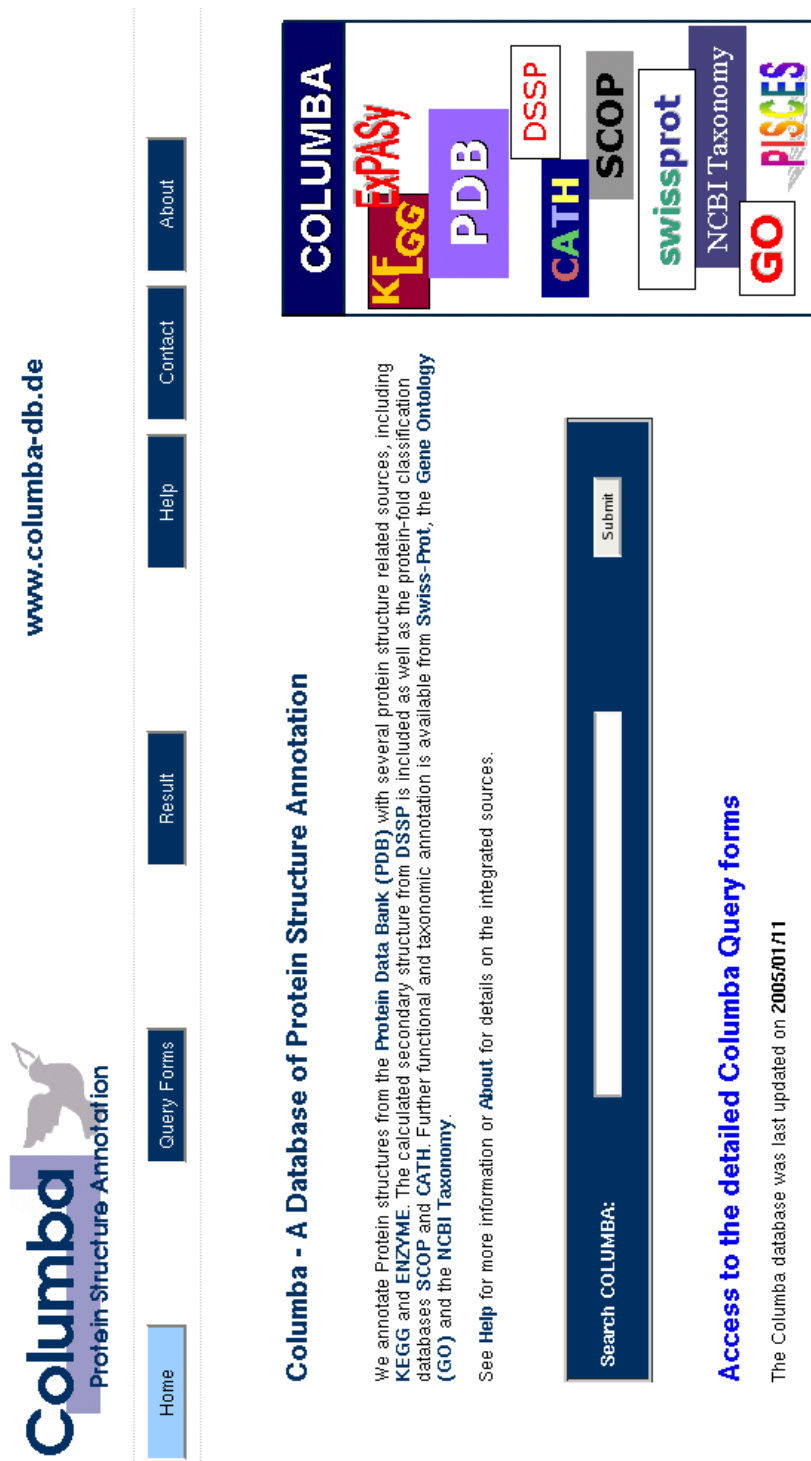 Columba
Protein Structure Annotation
www.columba-db.de
Home
Query Forms
Result
Help
Contact
About
Columba - A Database of Protein Structure Annotation
We annotate Protein structures from the Protein Data Bank (PDB) with several protein structure related sources, including
KEGG and ENZYME. The calculated secondary structure from DSSP is included as well as the protein-fold classification
databases SCOP and CATH. Further functional and taxonomic annotation is available from Swiss-Prot, the Gene Ontology
(GO) and the NCBI Taxonomy.
See Help for more information or About for details on the integrated sources.
Search COLUMBA:
Submit
Access to the detailed Columba Query forms
The Columba database was last updated on 2005/01/11
COLUMBA
KEGG
ExPASy
PDB
DSSP
CATH
SCOP
swissprot
NCBI Taxonomy
GO
PISCES